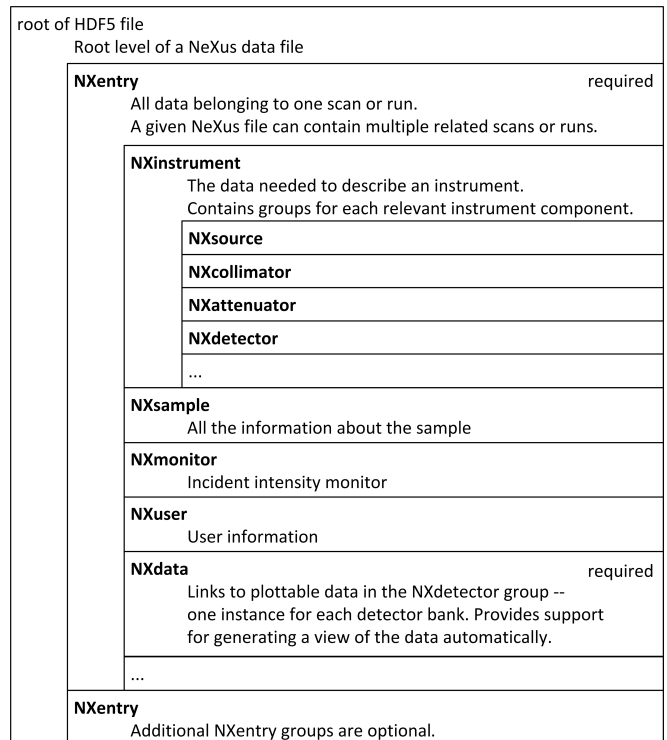 root of HDF5 file
Root level of a NeXus data file
NXentry required
All data belonging to one scan or run.
A given NeXus file can contain multiple related scans or runs.
NXinstrument
The data needed to describe an instrument.
Contains groups for each relevant instrument component.
NXsource
NXcollimator
NXattenuator
NXdetector
...
NXsample
All the information about the sample
NXmonitor
Incident intensity monitor
NXuser
User information
NXdata required
Links to plottable data in the NXdetector group --
one instance for each detector bank. Provides support
for generating a view of the data automatically.
...
NXentry
Additional NXentry groups are optional.